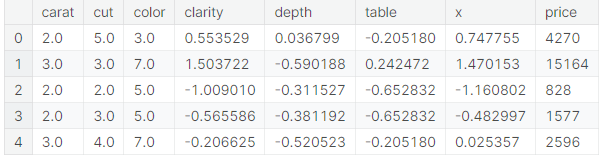 carat cut color clarity depth table x price
0 2.0 5.0 3.0 0.553529 0.036799 -0.205180 0.747755 4270
1 3.0 3.0 7.0 1.503722 -0.590188 0.242472 1.470153 15164
2 2.0 2.0 5.0 -1.009010 -0.311527 -0.652832 -1.160802 828
3 2.0 3.0 5.0 -0.565586 -0.381192 -0.652832 -0.482997 1577
4 3.0 4.0 7.0 -0.206625 -0.520523 -0.205180 0.025357 2596